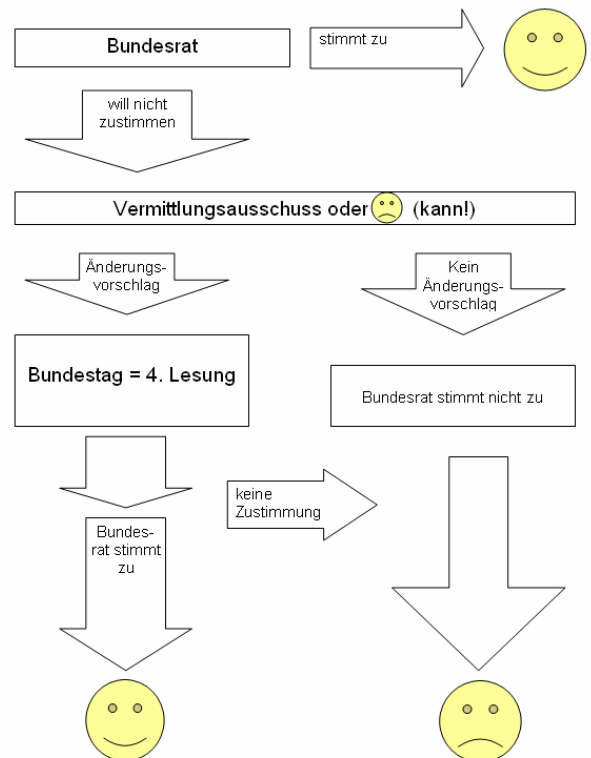 Bundesrat
stimmt zu
will nicht
zustimmen
Vermittlungsausschuss oder (kann!)
Änderungs-
vorschlag
Kein
Änderungs-
vorschlag
Bundestag = 4. Lesung
Bundesrat stimmt nicht zu
keine
Zustimmung
Bundes-
rat stimmt
zu